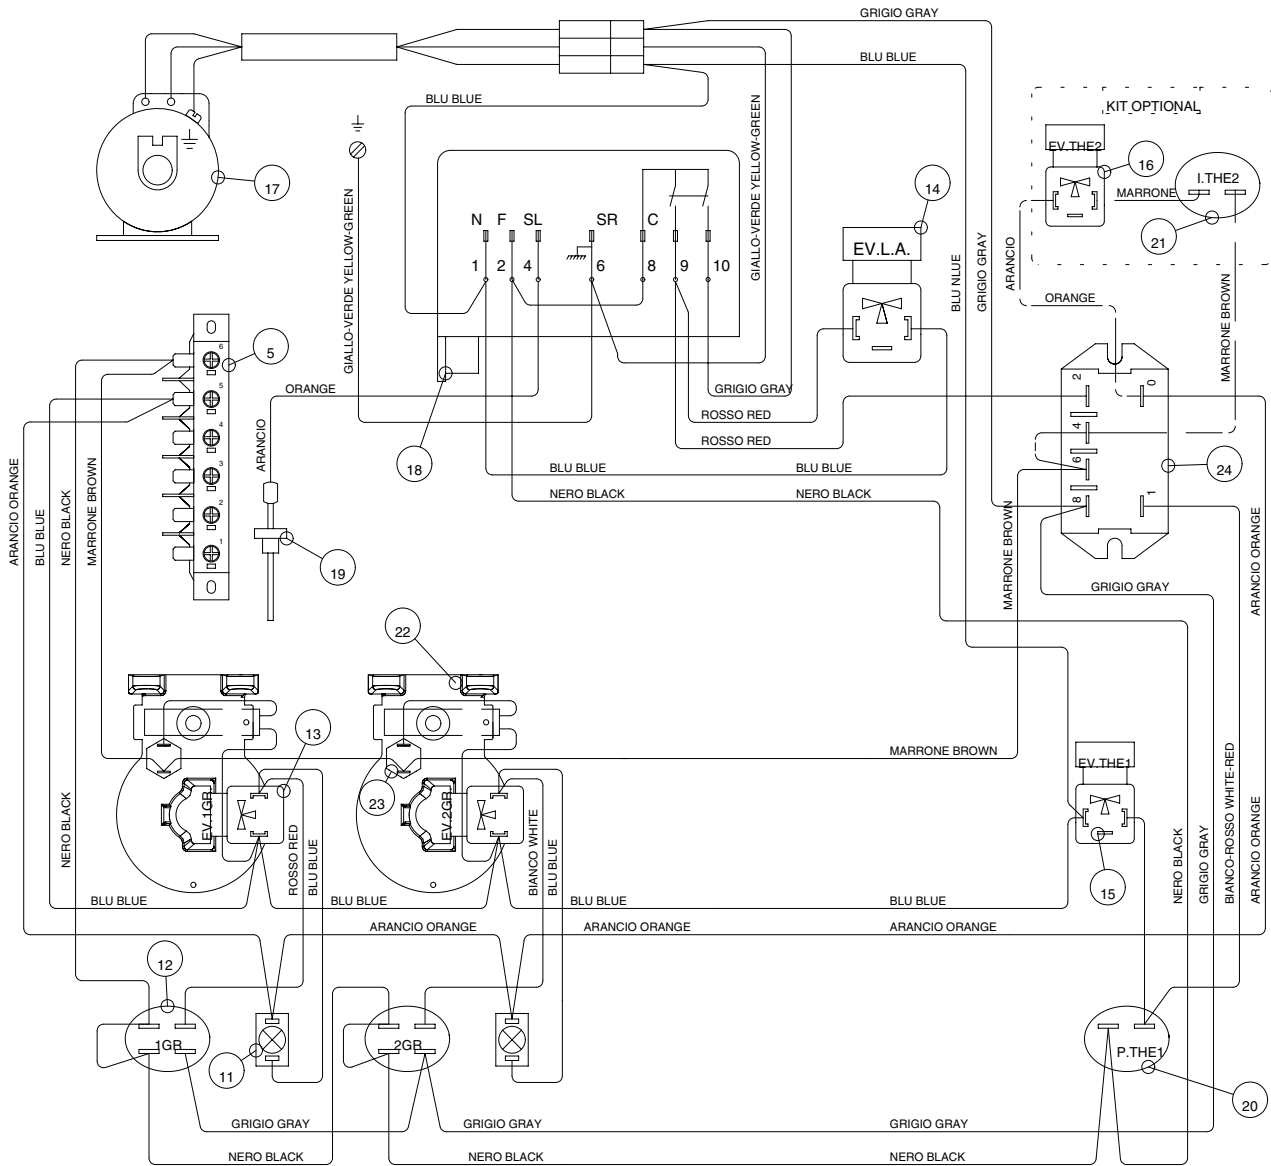 GRIGIO GRAY
BLU BLUE
BLU BLUE
KIT OPTIONAL
EV.THE2
16
I.THE2
MARRONE
21
17
14
N F SL SR C
1 2 4 6 8 9 10
GIALLO-VERDE YELLOW-GREEN
GIALLO-VERDE YELLOW-GREEN
EV.L.A.
BLU NLUE
GRIGIO GRAY
ARANCIO
ORANGE
MARRONE BROWN
5
6
5
4
3
2
1
ORANGE
ARANCIO
18
19
GRIGIO GRAY
ROSSO RED
ROSSO RED
BLU BLUE
BLU BLUE
NERO BLACK
NERO BLACK
2
0
4
6
8
1
24
ARANCIO ORANGE
BLU BLUE
NERO BLACK
MARRONE BROWN
MARRONE BROWN
GRIGIO GRAY
ARANCIO ORANGE
22
13
23
EV.1GR
EV.2GR
MARRONE BROWN
EV.THE1
15
NERO BLACK
ROSSO RED
BLU BLUE
BIANCO WHITE
BLU BLUE
NERO BLACK
GRIGIO GRAY
BIANCO-ROSSO WHITE-RED
ARANCIO ORANGE
BLU BLUE
BLU BLUE
BLU BLUE
BLU BLUE
ARANCIO ORANGE
ARANCIO ORANGE
ARANCIO ORANGE
12
1GR
11
2GR
P.THE1
20
GRIGIO GRAY
GRIGIO GRAY
GRIGIO GRAY
NERO BLACK
NERO BLACK
NERO BLACK